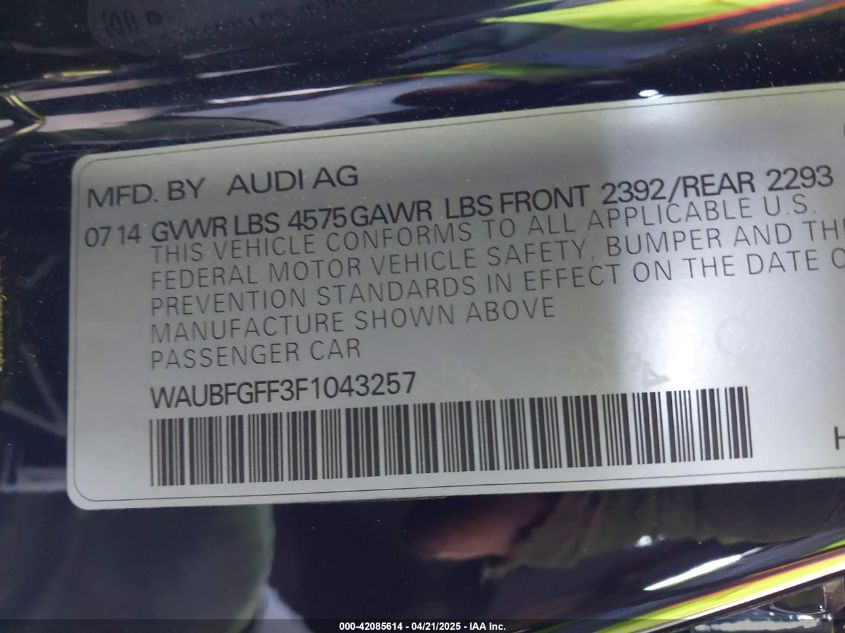 MFD. BY AUDI AG
07 14 GVWR LBS 4575 GAWR LBS FRONT 2392/REAR 2293
THIS VEHICLE CONFORMS TO ALL APPLICABLE U.S.
FEDERAL MOTOR VEHICLE SAFETY, BUMPER AND
PREVENTION STANDARDS IN EFFECT ON THE DATE
MANUFACTURE SHOWN ABOVE
PASSENGER CAR
WAUBFGFF3F1043257
H
000-42085614 - 04/21/2025 - IAA Inc.